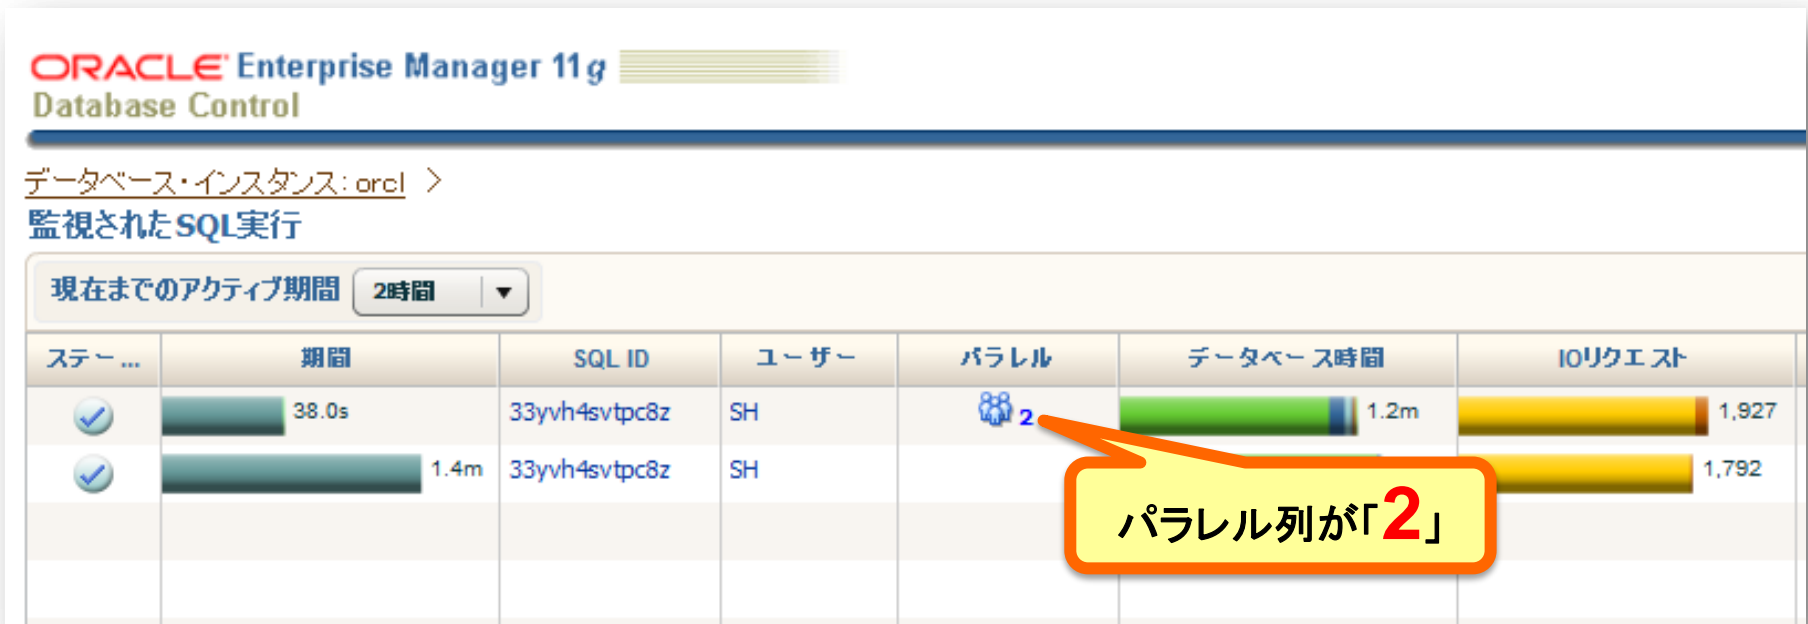 ORACLE Enterprise Manager 11g
Database Control
データベース・インスタンス: orcl >
監視されたSQL実行
現在までのアクティブ期間 2時間
ステー... 期間 SQL ID ユーザー パラレル データベース時間 IOリクエスト
38.0s 33yvh4svtpc8z SH 2 1.2m 1,927
1.4m 33yvh4svtpc8z SH 1,792
パラレル列が「2」